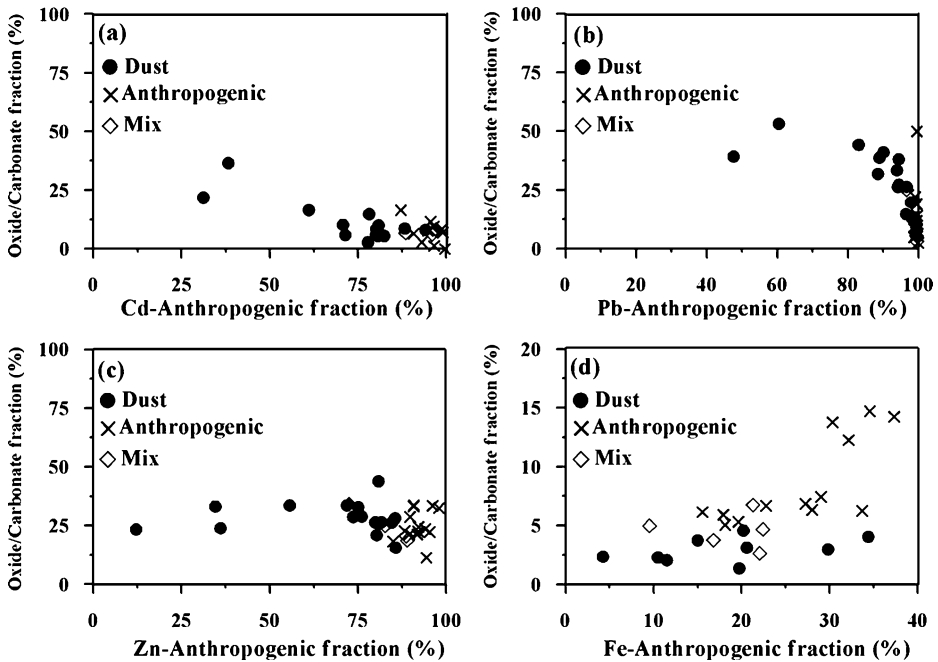 Oxide/Carbonate fraction (%)
100
75
50
25
0
(a)
Dust
Anthropogenic
Mix
0 25 50 75 100
Cd-Anthropogenic fraction (%)
Oxide/Carbonate fraction (%)
100
75
50
25
0
(b)
Dust
Anthropogenic
Mix
0 20 40 60 80 100
Pb-Anthropogenic fraction (%)
Oxide/Carbonate fraction (%)
100
75
50
25
0
(c)
Dust
Anthropogenic
Mix
0 25 50 75 100
Zn-Anthropogenic fraction (%)
Oxide/Carbonate fraction (%)
20
15
10
5
0
(d)
Dust
Anthropogenic
Mix
0 10 20 30 40
Fe-Anthropogenic fraction (%)